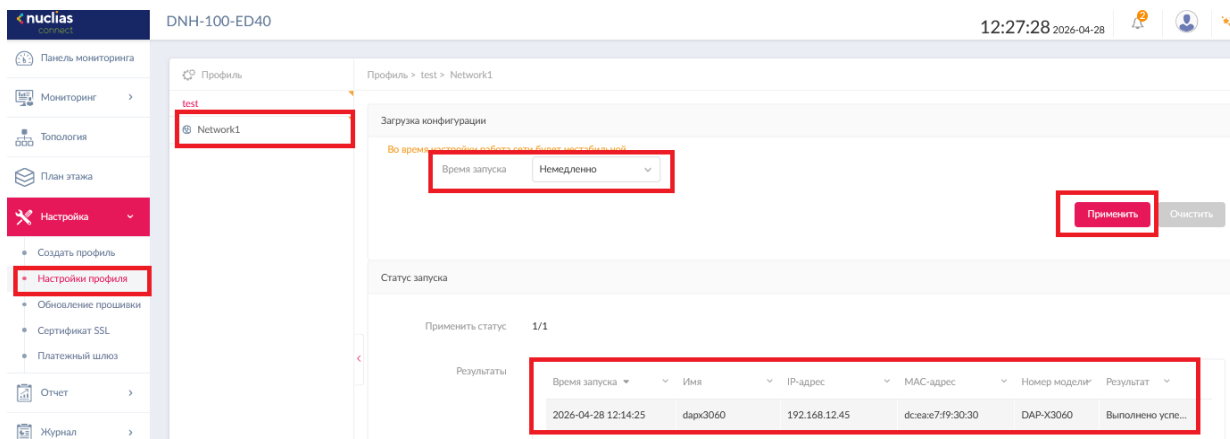 nuclias
connect
DNH-100-ED40
12:27:28 2026-04-28
2
Панель мониторинга
Мониторинг
Топология
План этажа
Настройка
Создать профиль
Настройки профиля
Обновление прошивки
Сертификат SSL
Платежный шлюз
Отчет
Журнал
Профиль
test
Network1
Профиль > test > Network1
Загрузка конфигурации
Во время настройки работа сети будет нестабильной
Время запуска Немедленно
Применить Очистить
Статус запуска
Применить статус 1/1
Результаты
Время запуска Имя IP-адрес MAC-адрес Номер модели Результат
2026-04-28 12:14:25 dapx3060 192.168.12.45 dc:ea:e7:f9:30:30 DAP-X3060 Выполнено успе...